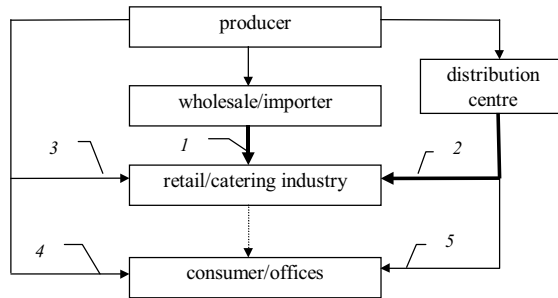 producer
distribution
centre
wholesale/importer
1
3
2
retail/catering industry
4
5
consumer/offices